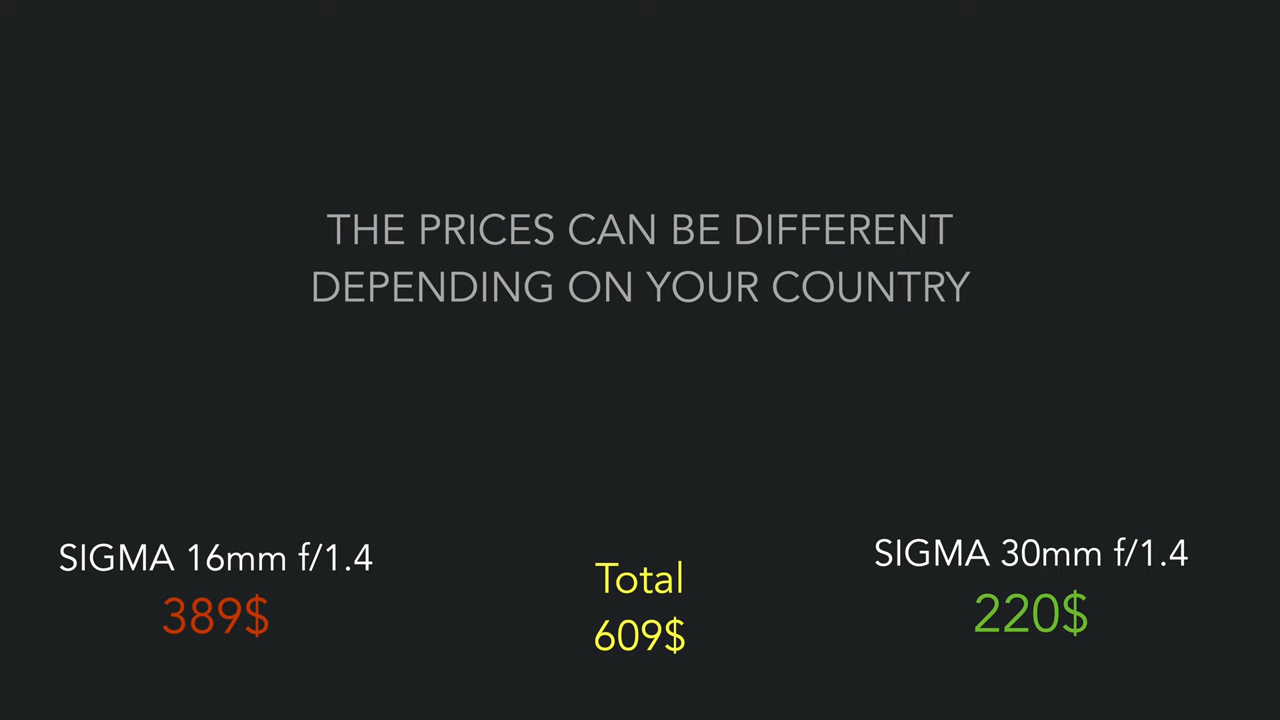 THE PRICES CAN BE DIFFERENT
DEPENDING ON YOUR COUNTRY
SIGMA 16mm f/1.4
389$
Total
609$
SIGMA 30mm f/1.4
220$